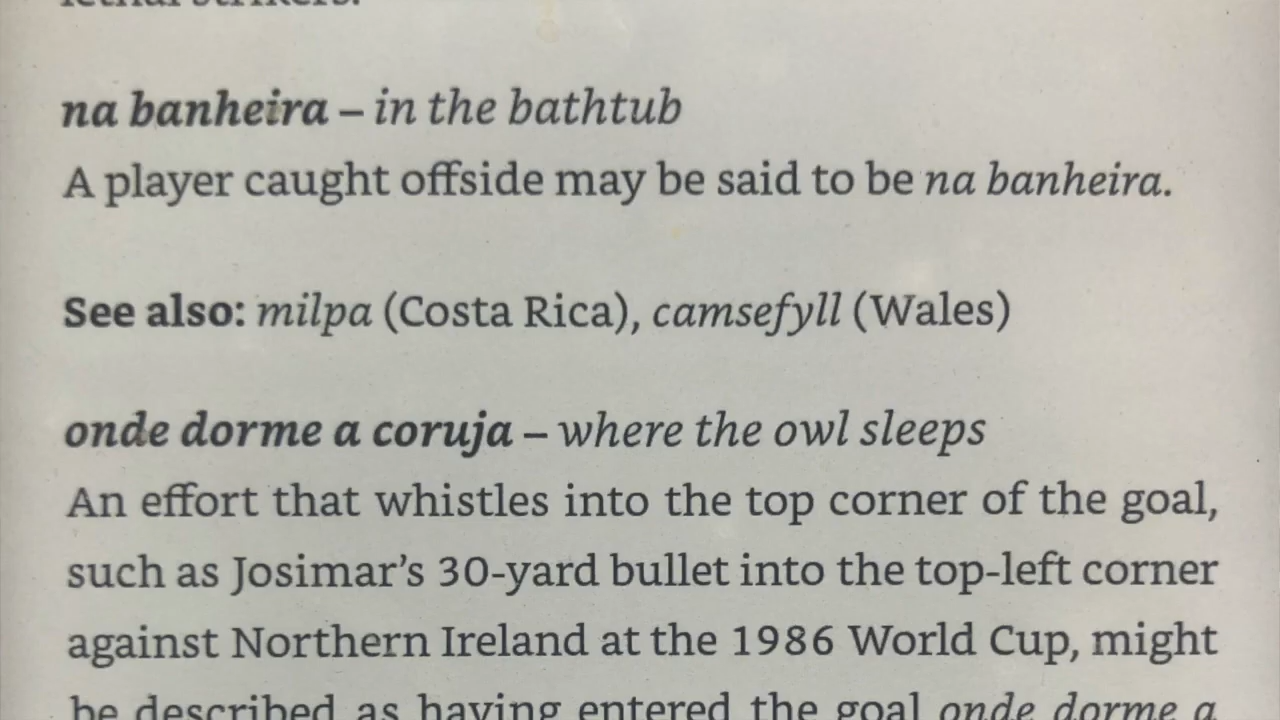 lethal strikers.
na banheira – in the bathtub
A player caught offside may be said to be na banheira.
See also: milpa (Costa Rica), camsefyll (Wales)
onde dorme a coruja – where the owl sleeps
An effort that whistles into the top corner of the goal,
such as Josimar’s 30-yard bullet into the top-left corner
against Northern Ireland at the 1986 World Cup, might
be described as having entered the goal onde dorme a